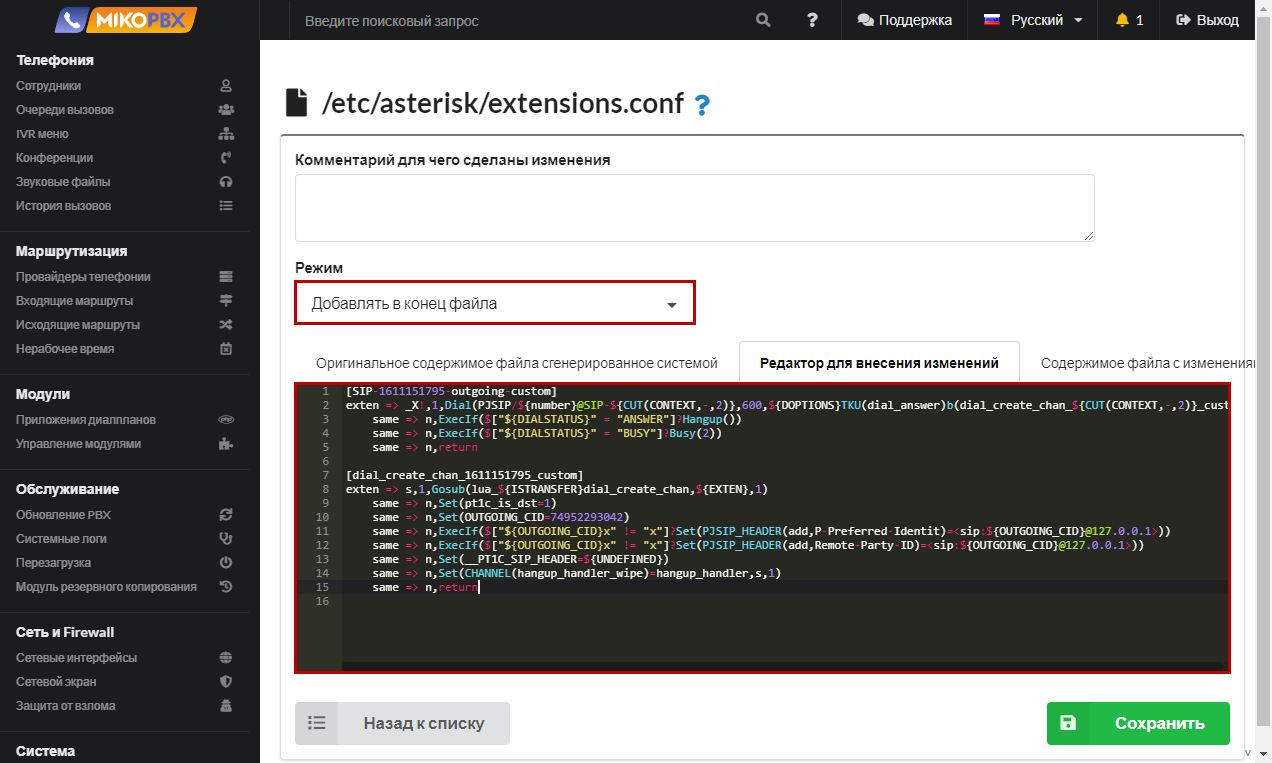 MIKOPBX
Введите поисковый запрос
?
Поддержка
Русский
1
Выход
Телефония
Сотрудники
Очереди вызовов
IVR меню
Конференции
Звуковые файлы
История вызовов
Маршрутизация
Провайдеры телефонии
Входящие маршруты
Исходящие маршруты
Нерабочее время
Модули
Приложения диалпланов
Управление модулями
Обслуживание
Обновление PBX
Системные логи
Перезагрузка
Модуль резервного копирования
Сеть и Firewall
Сетевые интерфейсы
Сетевой экран
Защита от взлома
Система
/etc/asterisk/extensions.conf ?
Комментарий для чего сделаны изменения
Режим
Добавлять в конец файла
Оригинальное содержимое файла сгенерированное системой
Редактор для внесения изменений
Содержимое файла с изменения
1 [SIP-1611151795-outgoing-custom]
2 exten => _X!,1,Dial(PJSIP/${number}@SIP-${CUT(CONTEXT,-,2)},600,${DOPTIONS}TKU(dial_answer)b(dial_create_chan_${CUT(CONTEXT,-,2)}_cust
3 same => n,ExecIf($["${DIALSTATUS}" = "ANSWER"]?Hangup())
4 same => n,ExecIf($["${DIALSTATUS}" = "BUSY"]?Busy(2))
5 same => n,return
6
7 [dial_create_chan_1611151795_custom]
8 exten => s,1,Gosub(lua_${ISTRANSFER}dial_create_chan,${EXTEN},1)
9 same => n,Set(pt1c_is_dst=1)
10 same => n,Set(OUTGOING_CID=74952293042)
11 same => n,ExecIf($["${OUTGOING_CID}x" != "x"]?Set(PJSIP_HEADER(add,P-Preferred-Identit)=<sip:${OUTGOING_CID}@127.0.0.1>))
12 same => n,ExecIf($["${OUTGOING_CID}x" != "x"]?Set(PJSIP_HEADER(add,Remote-Party-ID)=<sip:${OUTGOING_CID}@127.0.0.1>))
13 same => n,Set(__PT1C_SIP_HEADER=${UNDEFINED})
14 same => n,Set(CHANNEL(hangup_handler_wipe)=hangup_handler,s,1)
15 same => n,return
16
Назад к списку
Сохранить
v